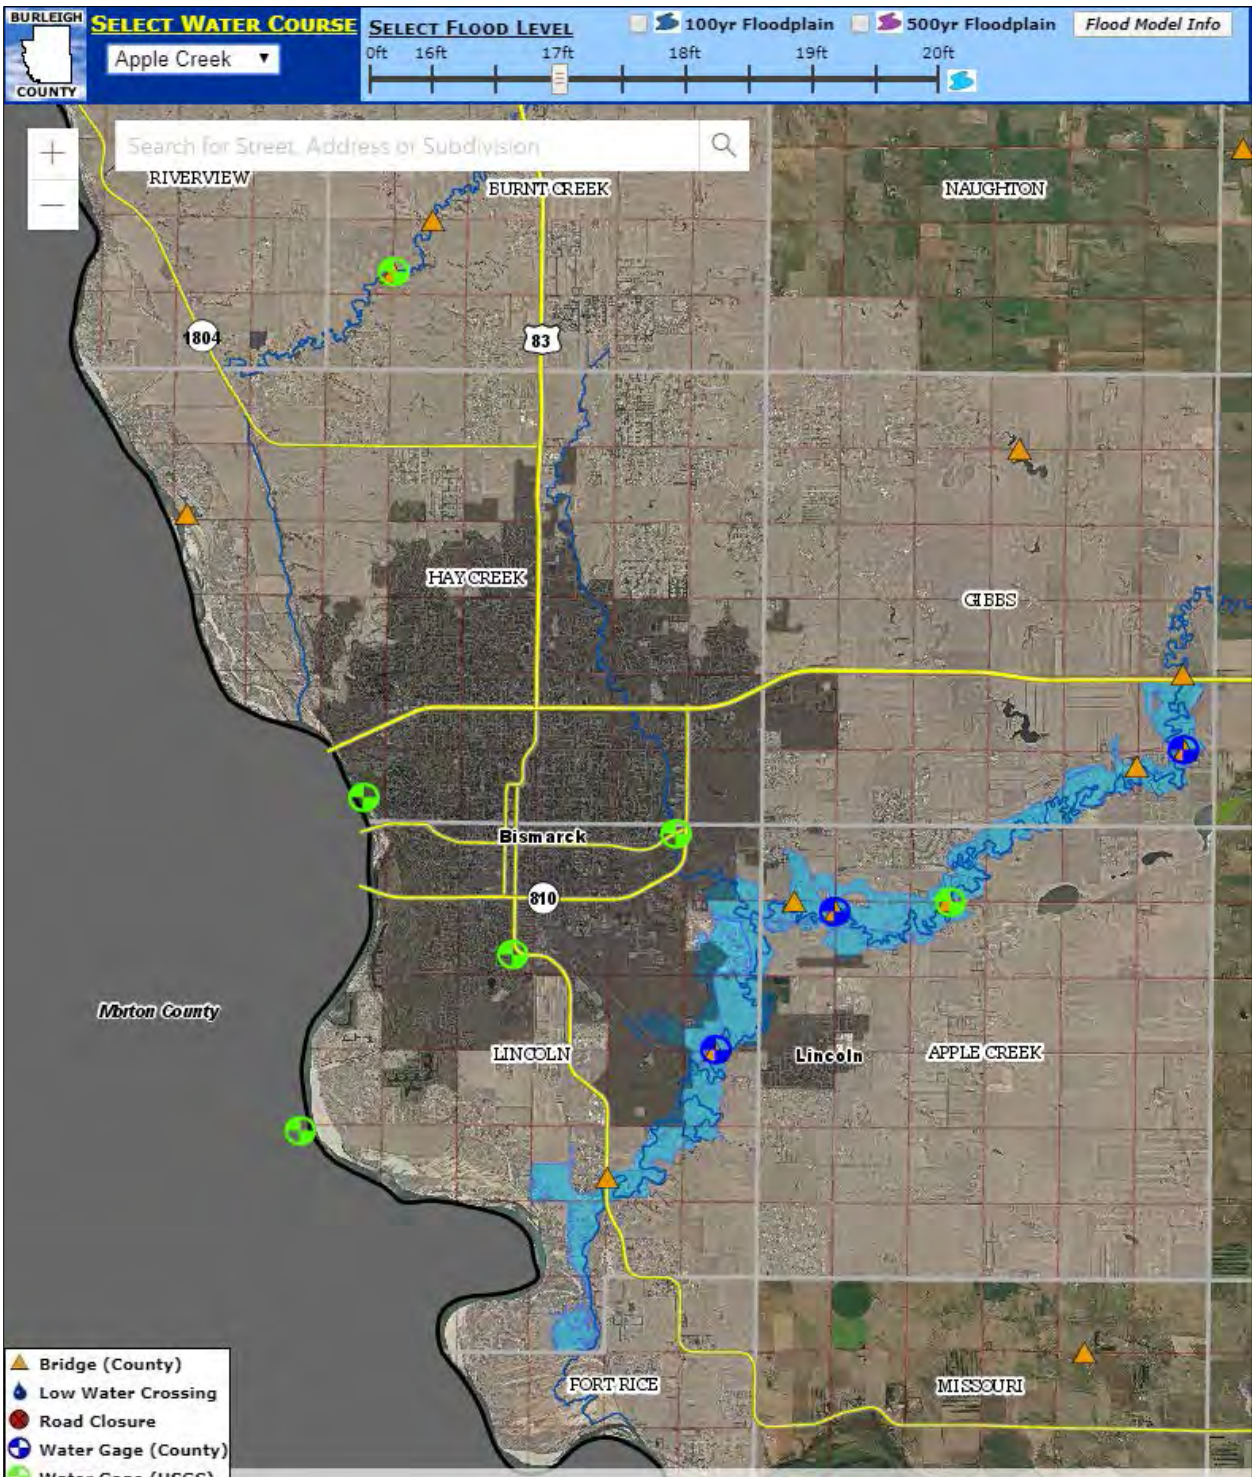 BURLEIGH
COUNTY
SELECT WATER COURSE
Apple Creek
SELECT FLOOD LEVEL
100yr Floodplain
500yr Floodplain
Flood Model Info
0ft 16ft 17ft 18ft 19ft 20ft
+
−
Search for Street, Address or Subdivision
RIVERVIEW
BURNT CREEK
NAUGHTON
1804
83
HAY CREEK
GIBBS
Bismarck
810
Morton County
LINCOLN
Lincoln
APPLE CREEK
FORT RICE
MISSOURI
Bridge (County)
Low Water Crossing
Road Closure
Water Gage (County)
Water Gage (USGS)